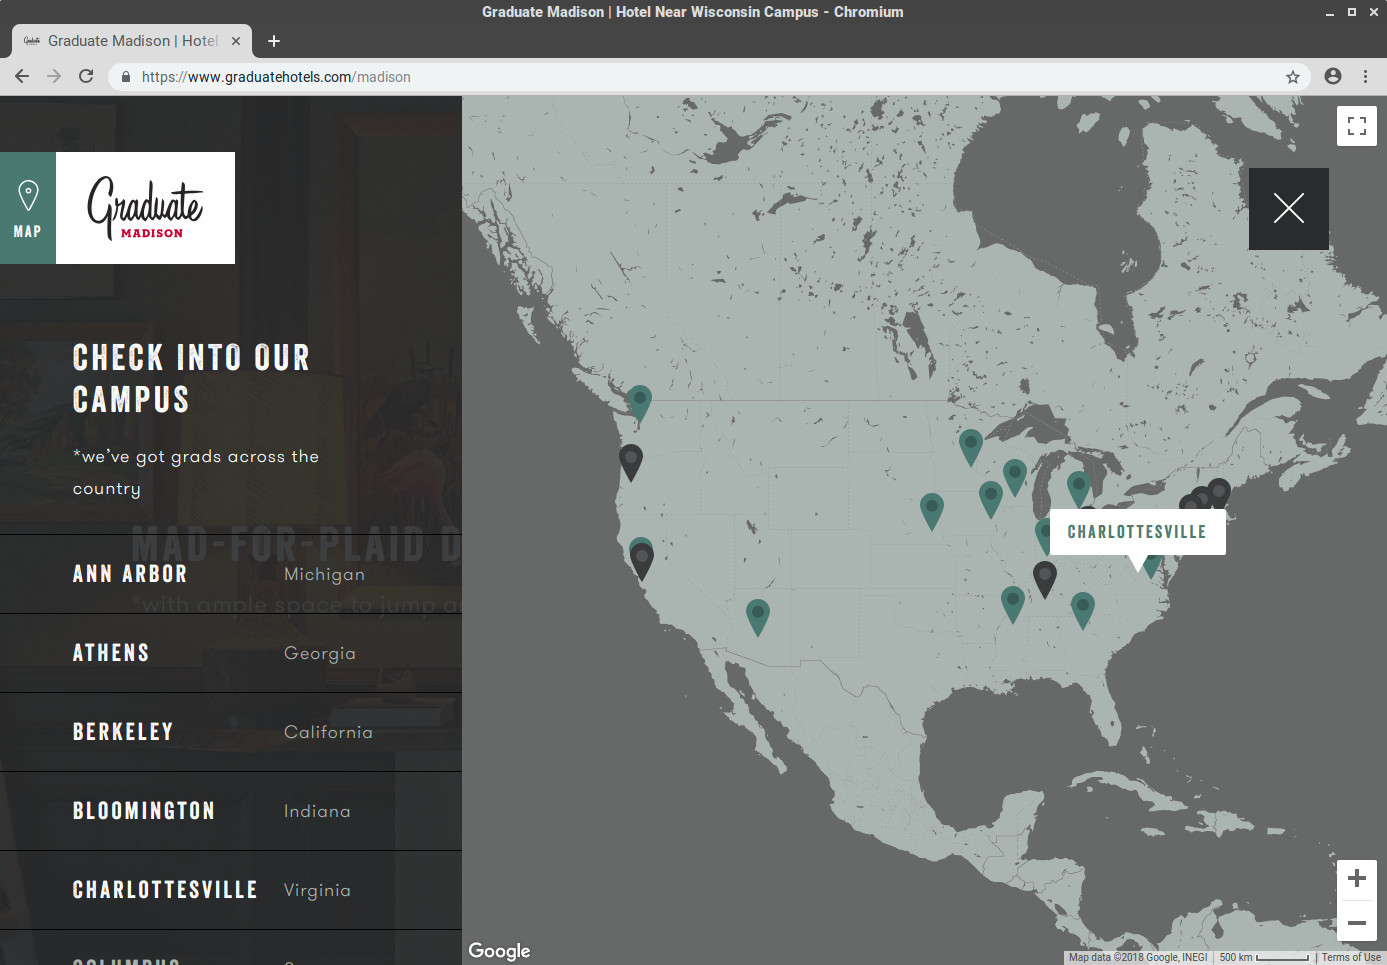 Graduate Madison | Hotel Near Wisconsin Campus - Chromium
Graduate Madison | Hotel
https://www.graduatehotels.com/madison
MAP
Graduate
MADISON
CHECK INTO OUR
CAMPUS
*we've got grads across the
country
MAD-FOR-PLAID D
ANN ARBOR Michigan
*with ample space to jump
ATHENS Georgia
BERKELEY California
BLOOMINGTON Indiana
CHARLOTTESVILLE Virginia
COLUMBUS
CHARLOTTESVILLE
Google
Map data ©2018 Google, INEGI 500 km Terms of Use